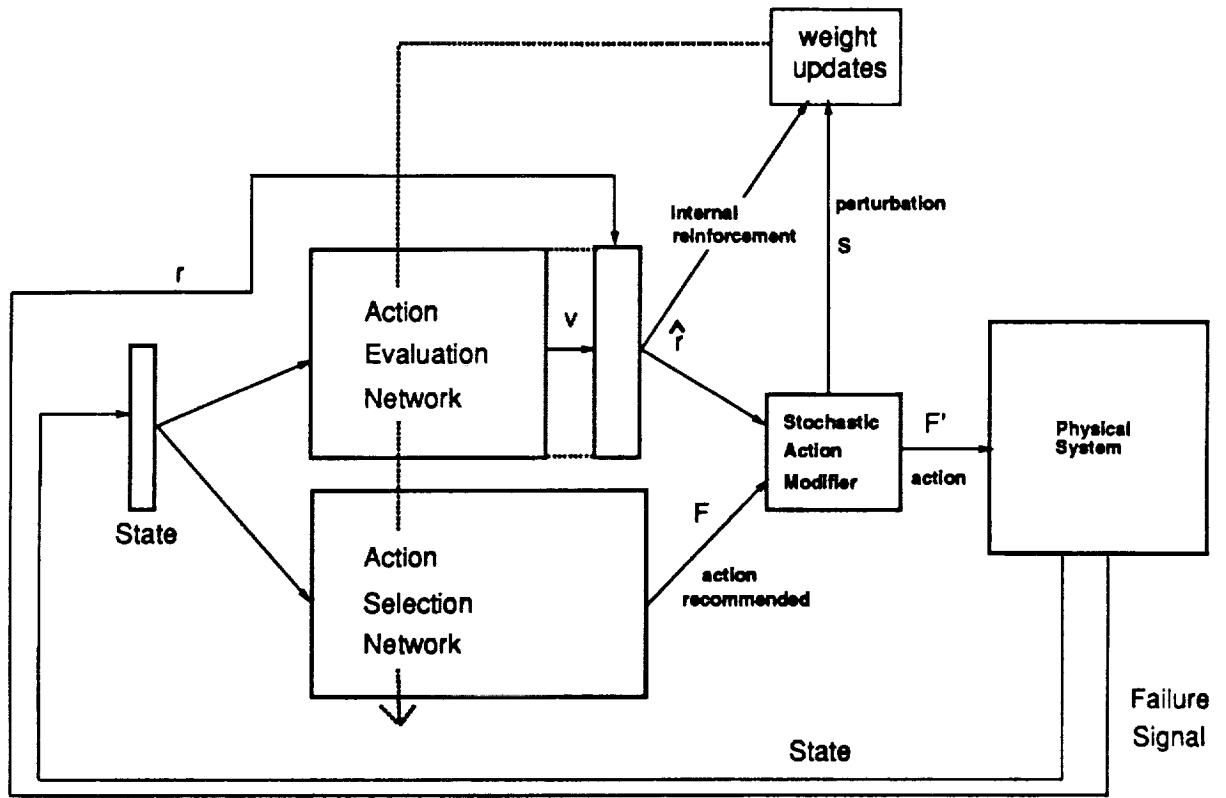 weight
updates
Internal
reinforcement
perturbation
s
r
Action
Evaluation
Network
v
r̂
Stochastic
Action
Modifier
F'
action
Physical
System
State
Action
Selection
Network
F
action
recommended
State
Failure
Signal